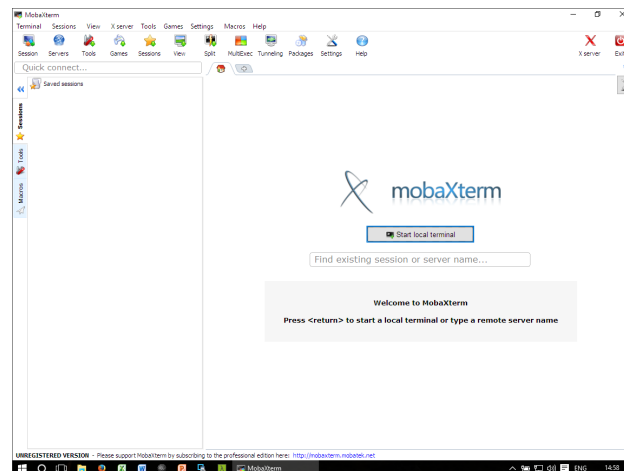 MobaXterm
Terminal Sessions View X server Tools Games Settings Macros Help
Session Servers Tools Games Sessions View Split MultiExec Tunneling Packages Settings Help X server Exit
Quick connect...
Saved sessions
Sessions
Tools
Macros
mobaXterm
Start local terminal
Find existing session or server name...
Welcome to MobaXterm
Press <return> to start a local terminal or type a remote server name
UNREGISTERED VERSION - Please support MobaXterm by subscribing to the professional edition here: http://mobaxterm.mobatek.net
MobaXterm ENG 14:58